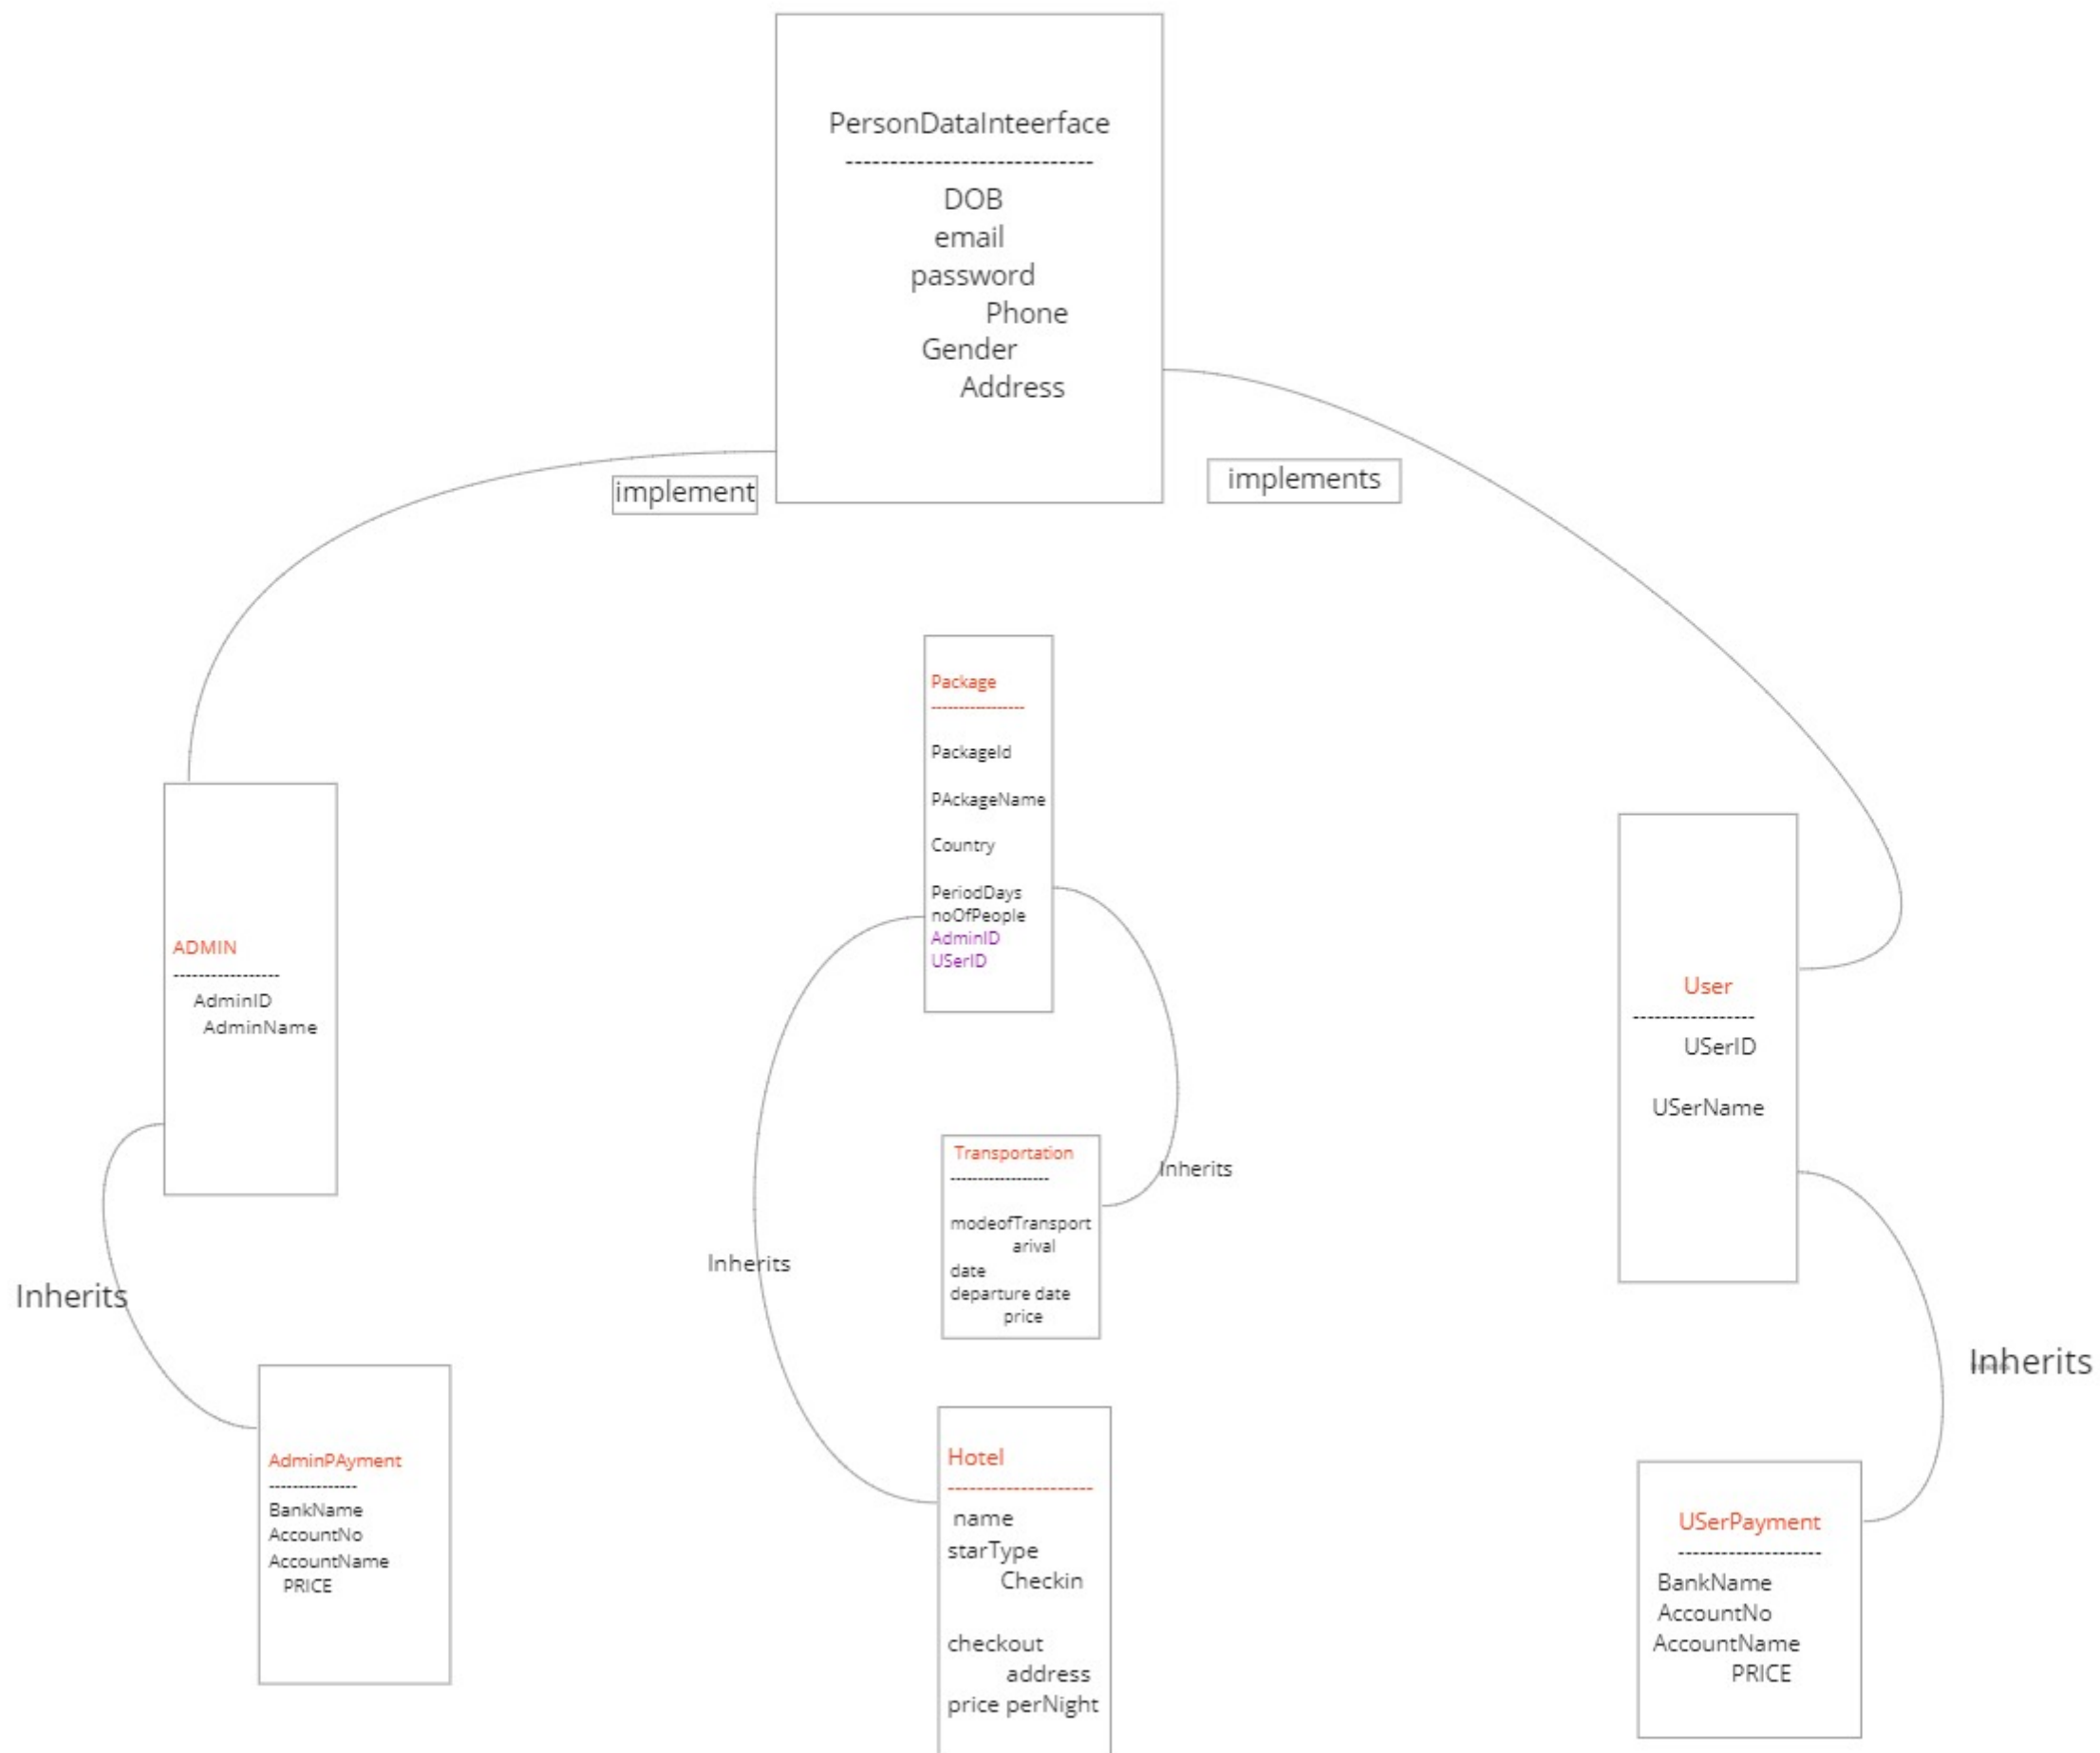 PersonDataInteerface
----------------------------
DOB
email
password
Phone
Gender
Address
implement
implements
Package
-----------------
PackageId
PAckageName
Country
PeriodDays
noOfPeople
AdminID
USerID
ADMIN
-----------------
AdminID
AdminName
User
-----------------
USerID
USerName
Transportation
------------------
modeofTransport
arival
date
departure date
price
Inherits
Inherits
Inherits
Inherits
AdminPAyment
---------------
BankName
AccountNo
AccountName
PRICE
Hotel
--------------------
name
starType
Checkin
checkout
address
price perNight
USerPayment
--------------------
BankName
AccountNo
AccountName
PRICE